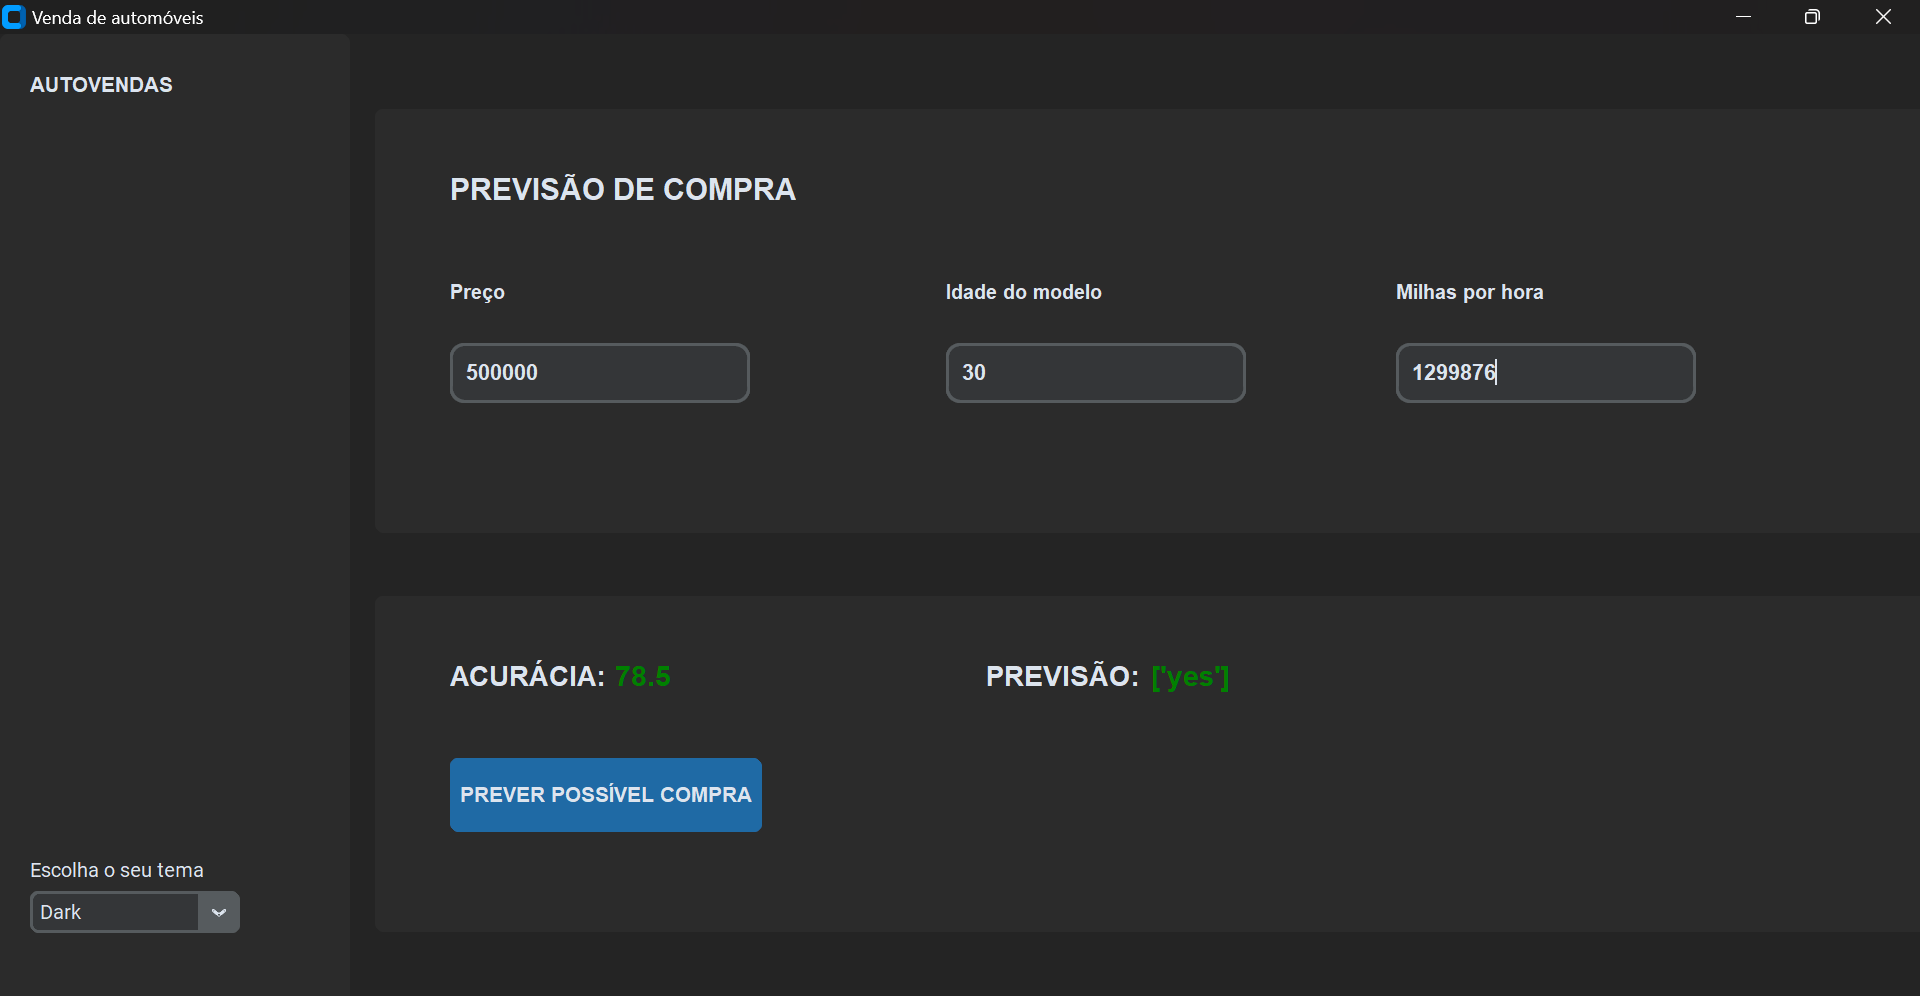 Venda de automóveis
AUTOVENDAS
PREVISÃO DE COMPRA
Preço
Idade do modelo
Milhas por hora
500000
30
1299876
ACURÁCIA: 78.5
PREVISÃO: ['yes']
PREVER POSSÍVEL COMPRA
Escolha o seu tema
Dark